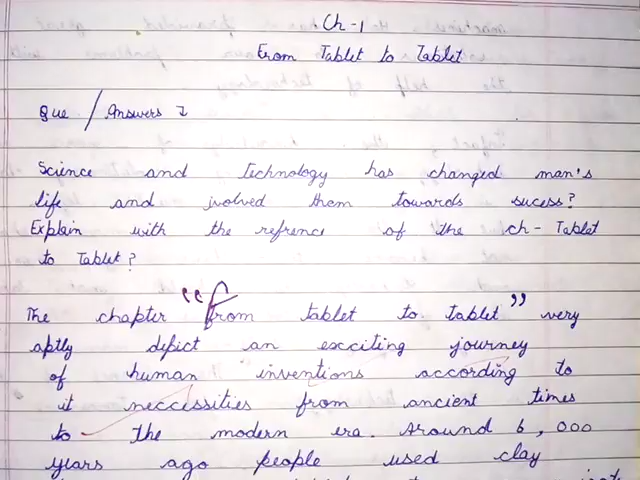 Ch-1
From Tablet to Tablet
Que / Answers
Science and technology has changed man's
life and jvolved them towards sucess?
Explain with the refrence of the ch- Tablet
to Tablet?
The chapter "from tablet to tablet" very
aptly depict an exciting journey
of human inventions according to
it neccessities from ancient times
to the modern era. Around 6,000
years ago people used clay